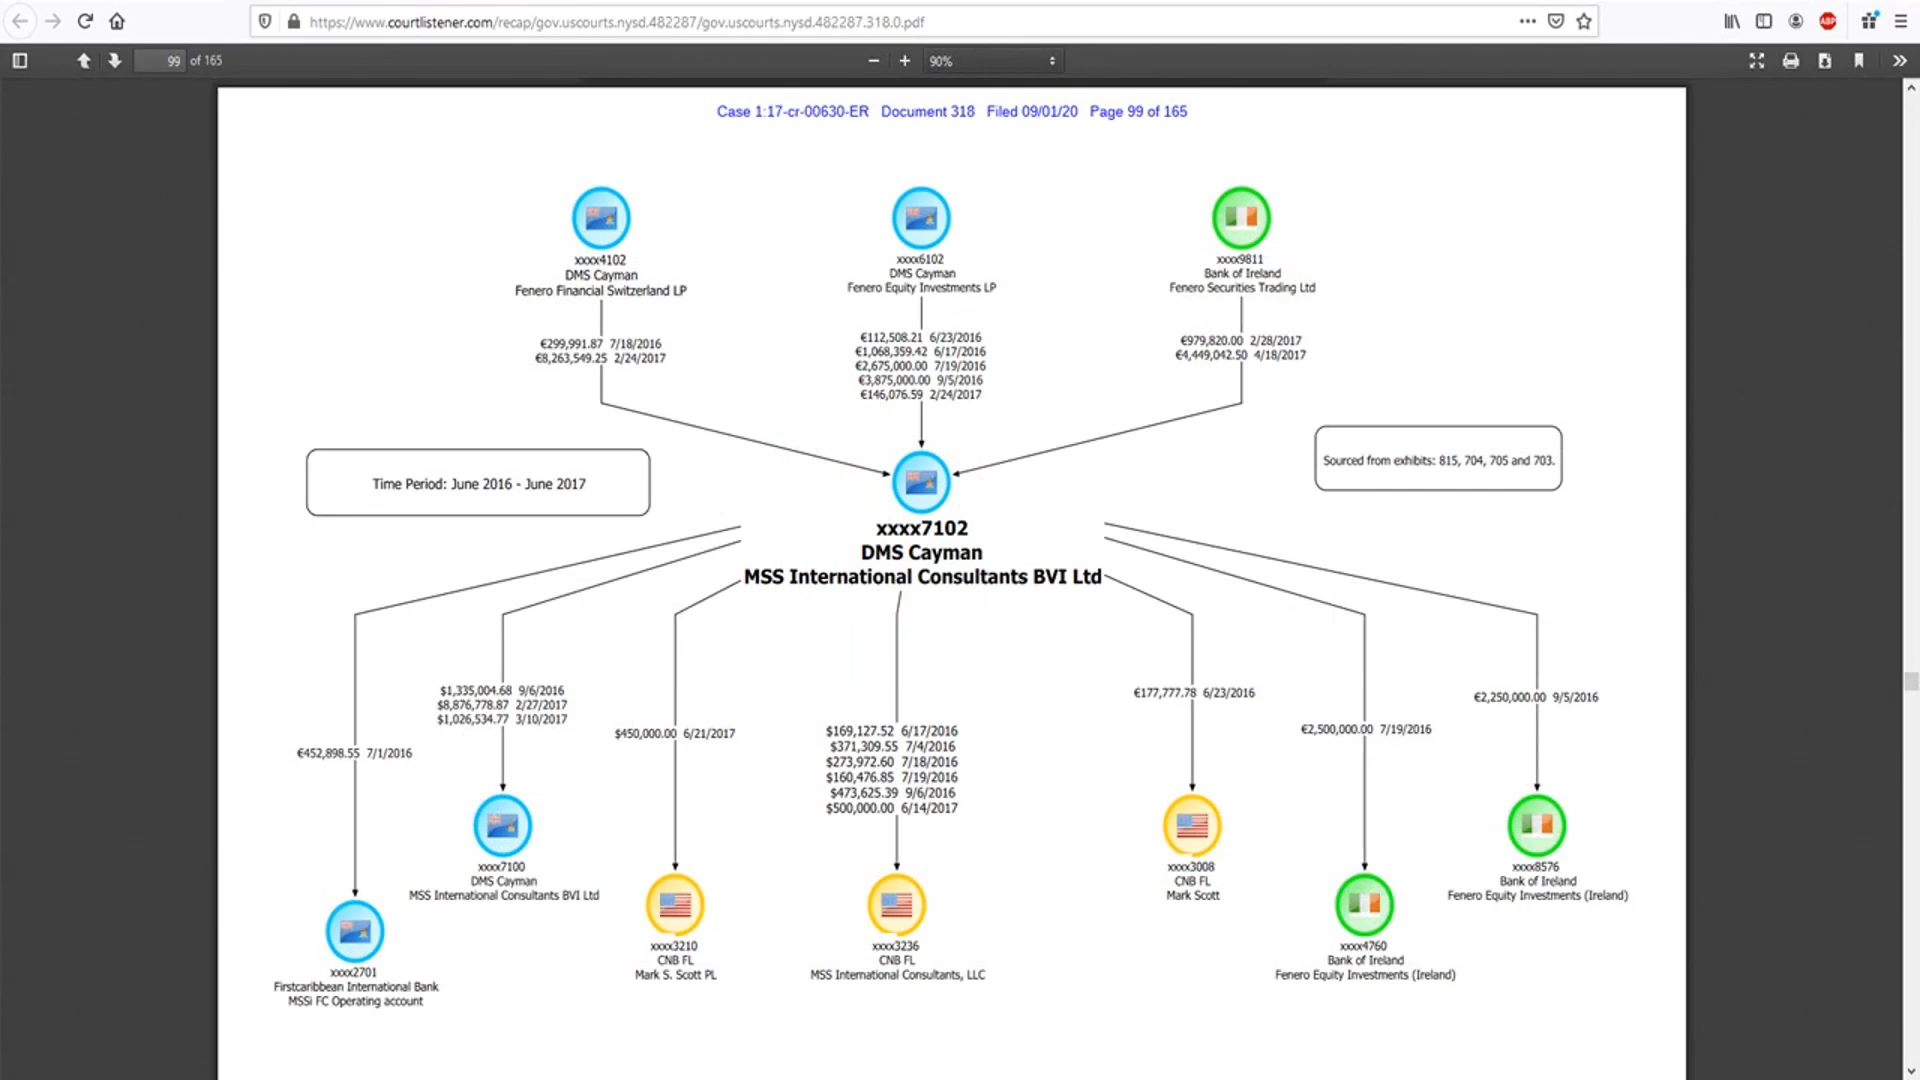 https://www.courtlistener.com/recap/gov.uscourts.nysd.482287/gov.uscourts.nysd.482287.318.0.pdf
ABP
99 of 165
90%
Case 1:17-cr-00630-ER Document 318 Filed 09/01/20 Page 99 of 165
xxxx4102
DMS Cayman
Fenero Financial Switzerland LP
xxxx6102
DMS Cayman
Fenero Equity Investments LP
xxxx9811
Bank of Ireland
Fenero Securities Trading Ltd
€299,991.87 7/18/2016
€8,263,549.25 2/24/2017
€112,508.21 6/23/2016
€1,068,359.42 6/17/2016
€2,675,000.00 7/19/2016
€3,875,000.00 9/5/2016
€146,076.59 2/24/2017
€979,820.00 2/28/2017
€4,449,042.50 4/18/2017
Time Period: June 2016 - June 2017
Sourced from exhibits: 815, 704, 705 and 703.
xxxx7102
DMS Cayman
MSS International Consultants BVI Ltd
€452,898.55 7/1/2016
$1,335,004.68 9/6/2016
$8,876,778.87 2/27/2017
$1,026,534.77 3/10/2017
$450,000.00 6/21/2017
$169,127.52 6/17/2016
$371,309.55 7/4/2016
$273,972.60 7/18/2016
$160,476.85 7/19/2016
$473,625.39 9/6/2016
$500,000.00 6/14/2017
€177,777.78 6/23/2016
€2,500,000.00 7/19/2016
€2,250,000.00 9/5/2016
xxxx2701
Firstcaribbean International Bank
MSSi FC Operating account
xxxx7100
DMS Cayman
MSS International Consultants BVI Ltd
xxxx3210
CNB FL
Mark S. Scott PL
xxxx3236
CNB FL
MSS International Consultants, LLC
xxxx3008
CNB FL
Mark Scott
xxxx4760
Bank of Ireland
Fenero Equity Investments (Ireland)
xxxx8576
Bank of Ireland
Fenero Equity Investments (Ireland)